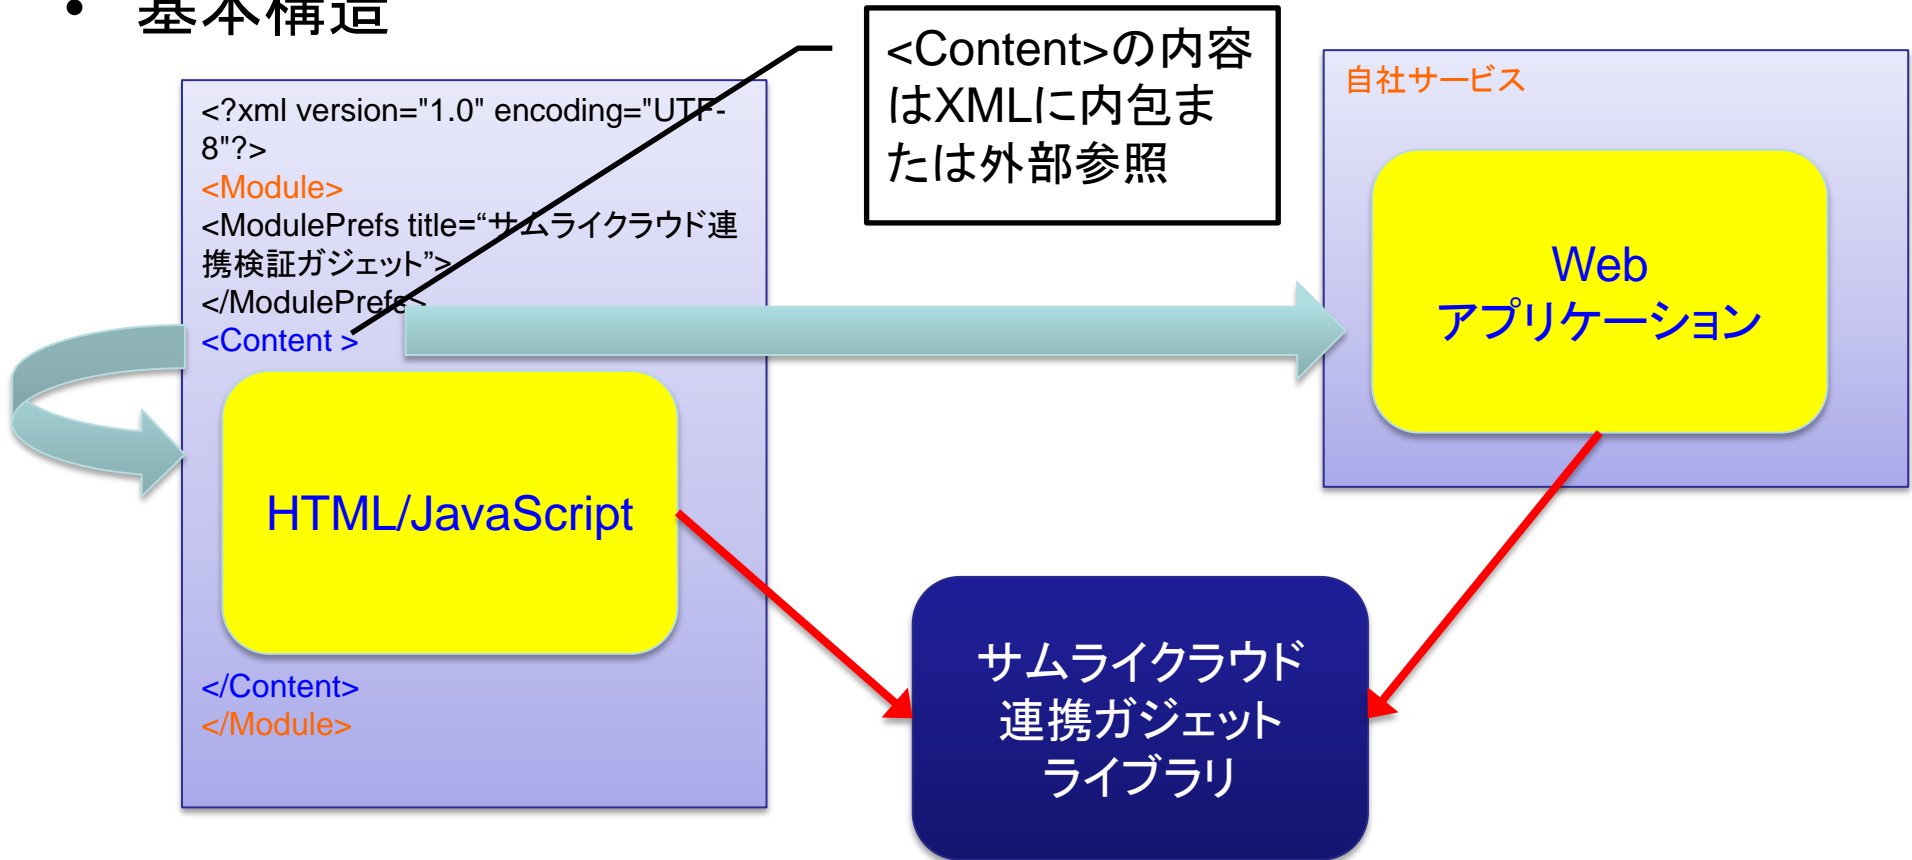 • 基本構造
<?xml version="1.0" encoding="UTF-
8"?>
<Module>
<ModulePrefs title=“サムライクラウド連
携検証ガジェット”>
</ModulePrefs>
<Content >
HTML/JavaScript
</Content>
</Module>
<Content>の内容
はXMLに内包ま
たは外部参照
自社サービス
Web
アプリケーション
サムライクラウド
連携ガジェット
ライブラリ